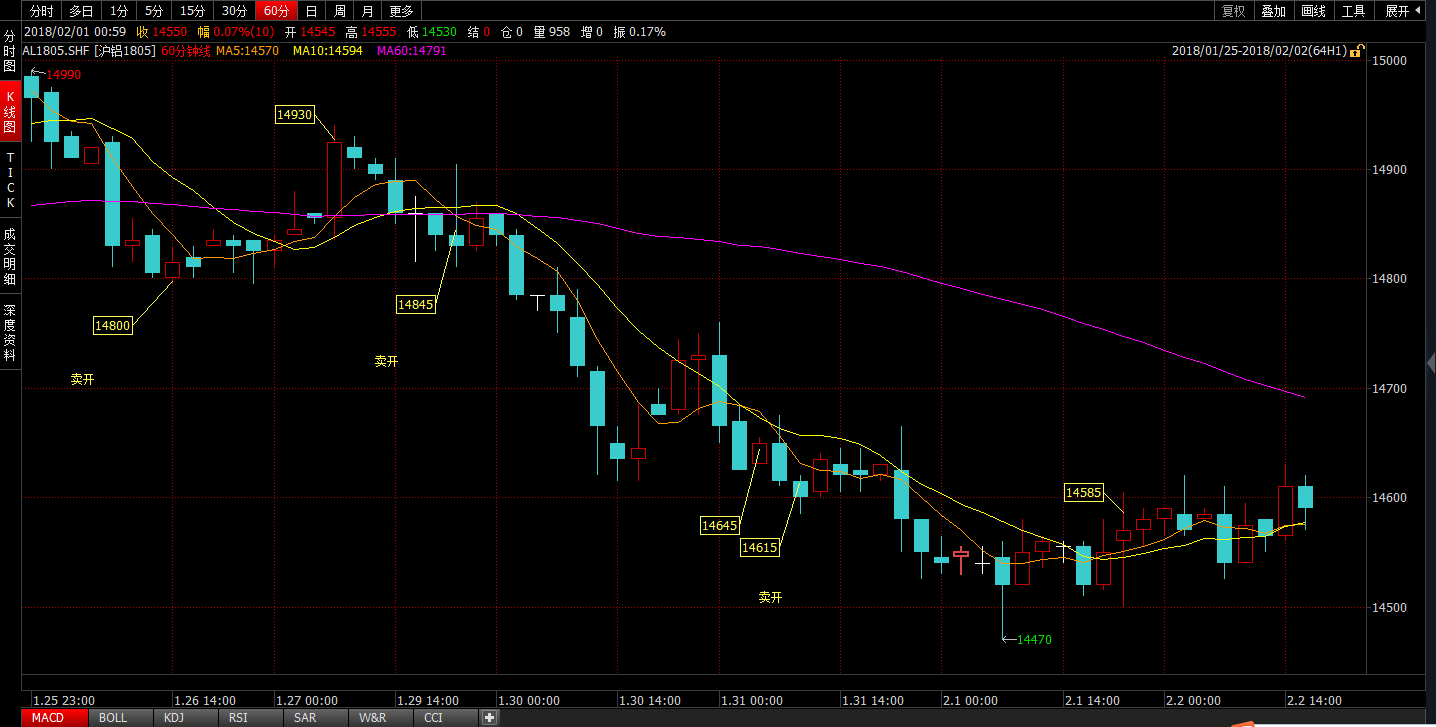 分时 多日 1分 5分 15分 30分 60分 日 周 月 更多 复权 叠加 画线 工具 展开
2018/02/01 00:59 收 14550 幅 0.07%(10) 开 14545 高 14555 低 14530 结 0 仓 0 量 958 增 0 振 0.17%
AL1805.SHF [沪铝1805] 60分钟线 MA5:14570 MA10:14594 MA60:14791 2018/01/25-2018/02/02(64H1)
分时图
K线图
TICK
成交明细
深度资料
15000
14990
14930
14900
14845
14800
14800
卖开
卖开
14700
14645
14615
14585
14600
卖开
14500
14470
1.25 23:00 1.26 14:00 1.27 00:00 1.29 14:00 1.30 00:00 1.30 14:00 1.31 00:00 1.31 14:00 2.1 00:00 2.1 14:00 2.2 00:00 2.2 14:00
MACD BOLL KDJ RSI SAR W&R CCI